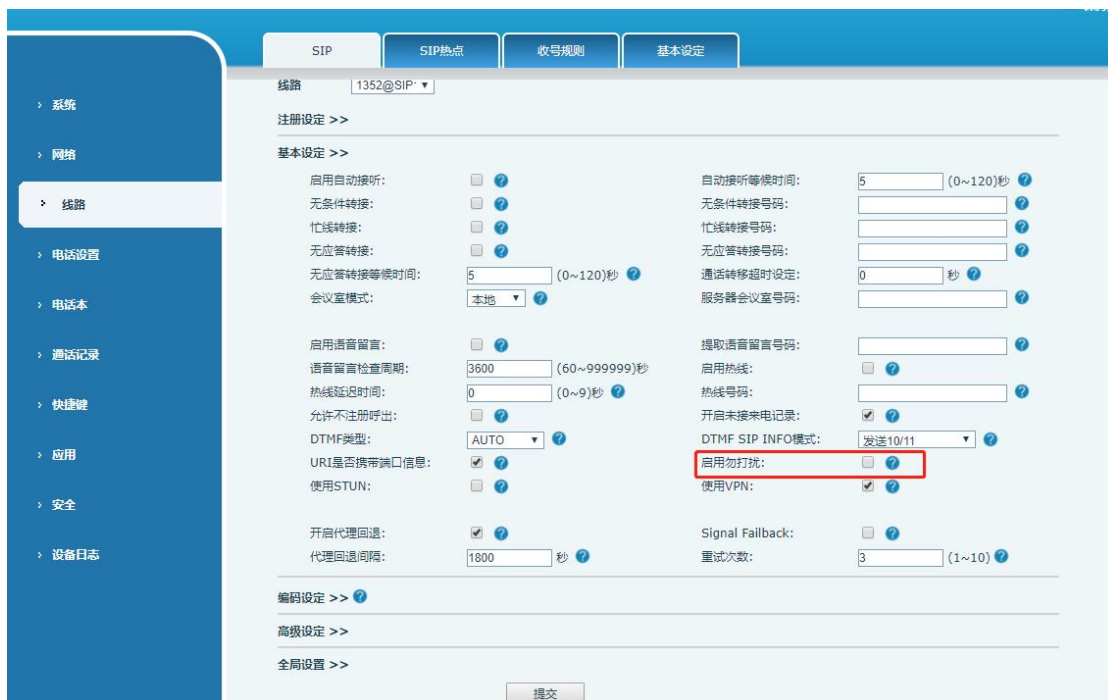 SIP SIP热点 收号规则 基本设定
线路 1352@SIP
› 系统
注册设定 >>
› 网络
基本设定 >>
启用自动接听: 自动接听等候时间: 5 (0~120)秒
› 线路
无条件转接: 无条件转接号码:
忙线转接: 忙线转接号码:
› 电话设置
无应答转接: 无应答转接号码:
无应答转接等候时间: 5 (0~120)秒 通话转移超时设定: 0 秒
› 电话本
会议室模式: 本地 服务器会议室号码:
› 通话记录
启用语音留言: 提取语音留言号码:
语音留言检查周期: 3600 (60~999999)秒 启用热线:
› 快捷键
热线延迟时间: 0 (0~9)秒 热线号码:
允许不注册呼出: 开启未接来电记录:
DTMF类型: AUTO DTMF SIP INFO模式: 发送10/11
› 应用
URI是否携带端口信息: 启用勿打扰:
使用STUN: 使用VPN:
› 安全
开启代理回退: Signal Failback:
› 设备日志
代理回退间隔: 1800 秒 重试次数: 3 (1~10)
编码设定 >>
高级设定 >>
全局设置 >>
提交